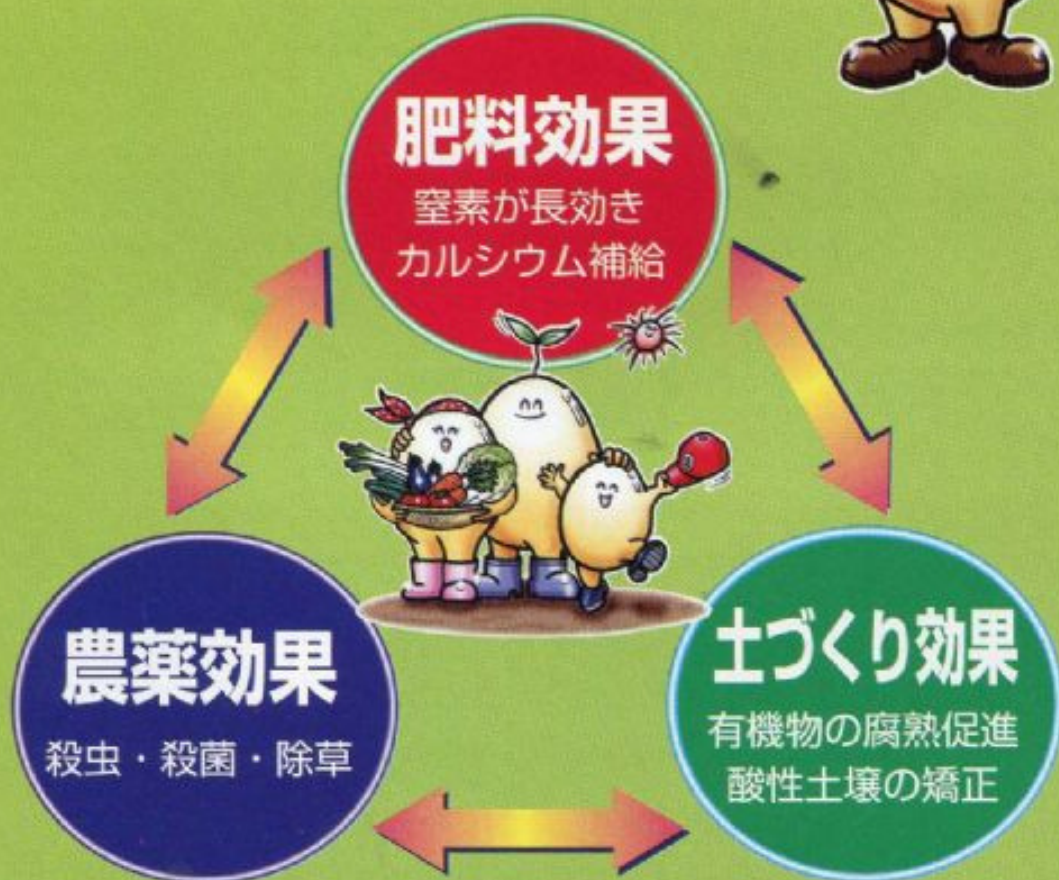 肥料効果
窒素が長効き
カルシウム補給
農薬効果
殺虫・殺菌・除草
土づくり効果
有機物の腐熟促進
酸性土壌の矯正